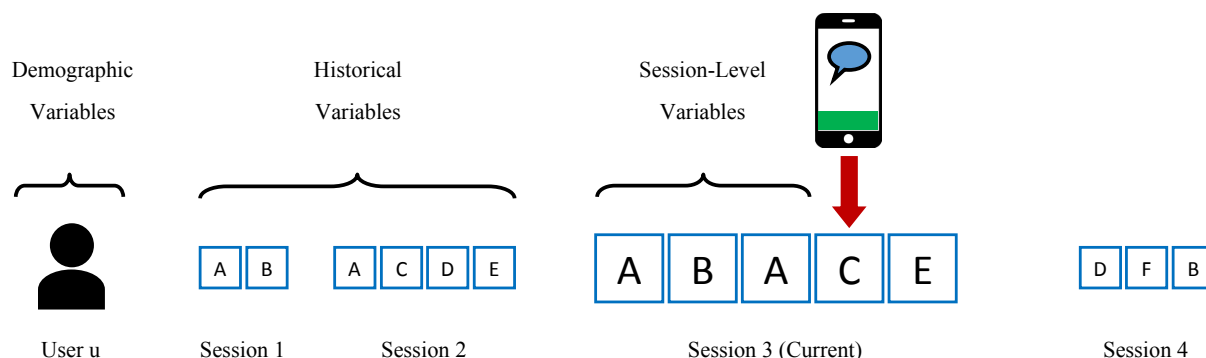 Demographic
Variables
Historical
Variables
Session-Level
Variables
A B
A C D E
A B A C E
D F B
User u
Session 1
Session 2
Session 3 (Current)
Session 4